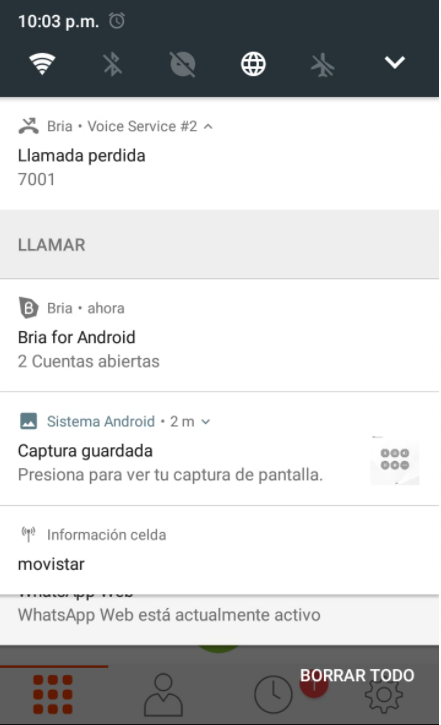 10:03 p.m.
Bria • Voice Service #2
Llamada perdida
7001
LLAMAR
Bria • ahora
Bria for Android
2 Cuentas abiertas
Sistema Android • 2 m
Captura guardada
Presiona para ver tu captura de pantalla.
Información celda
movistar
WhatsApp Web
WhatsApp Web está actualmente activo
BORRAR TODO